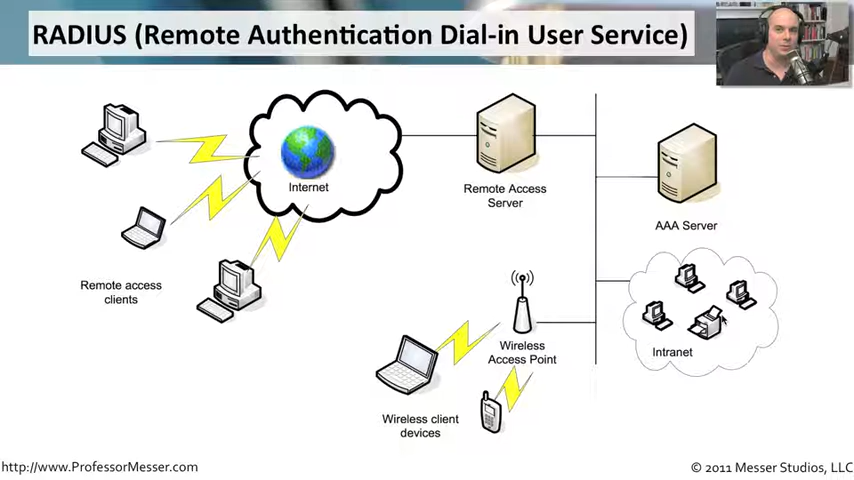 RADIUS (Remote Authentication Dial-in User Service)
Internet
Remote Access
Server
AAA Server
Remote access
clients
Wireless
Access Point
Intranet
Wireless client
devices
http://www.ProfessorMesser.com
© 2011 Messer Studios, LLC